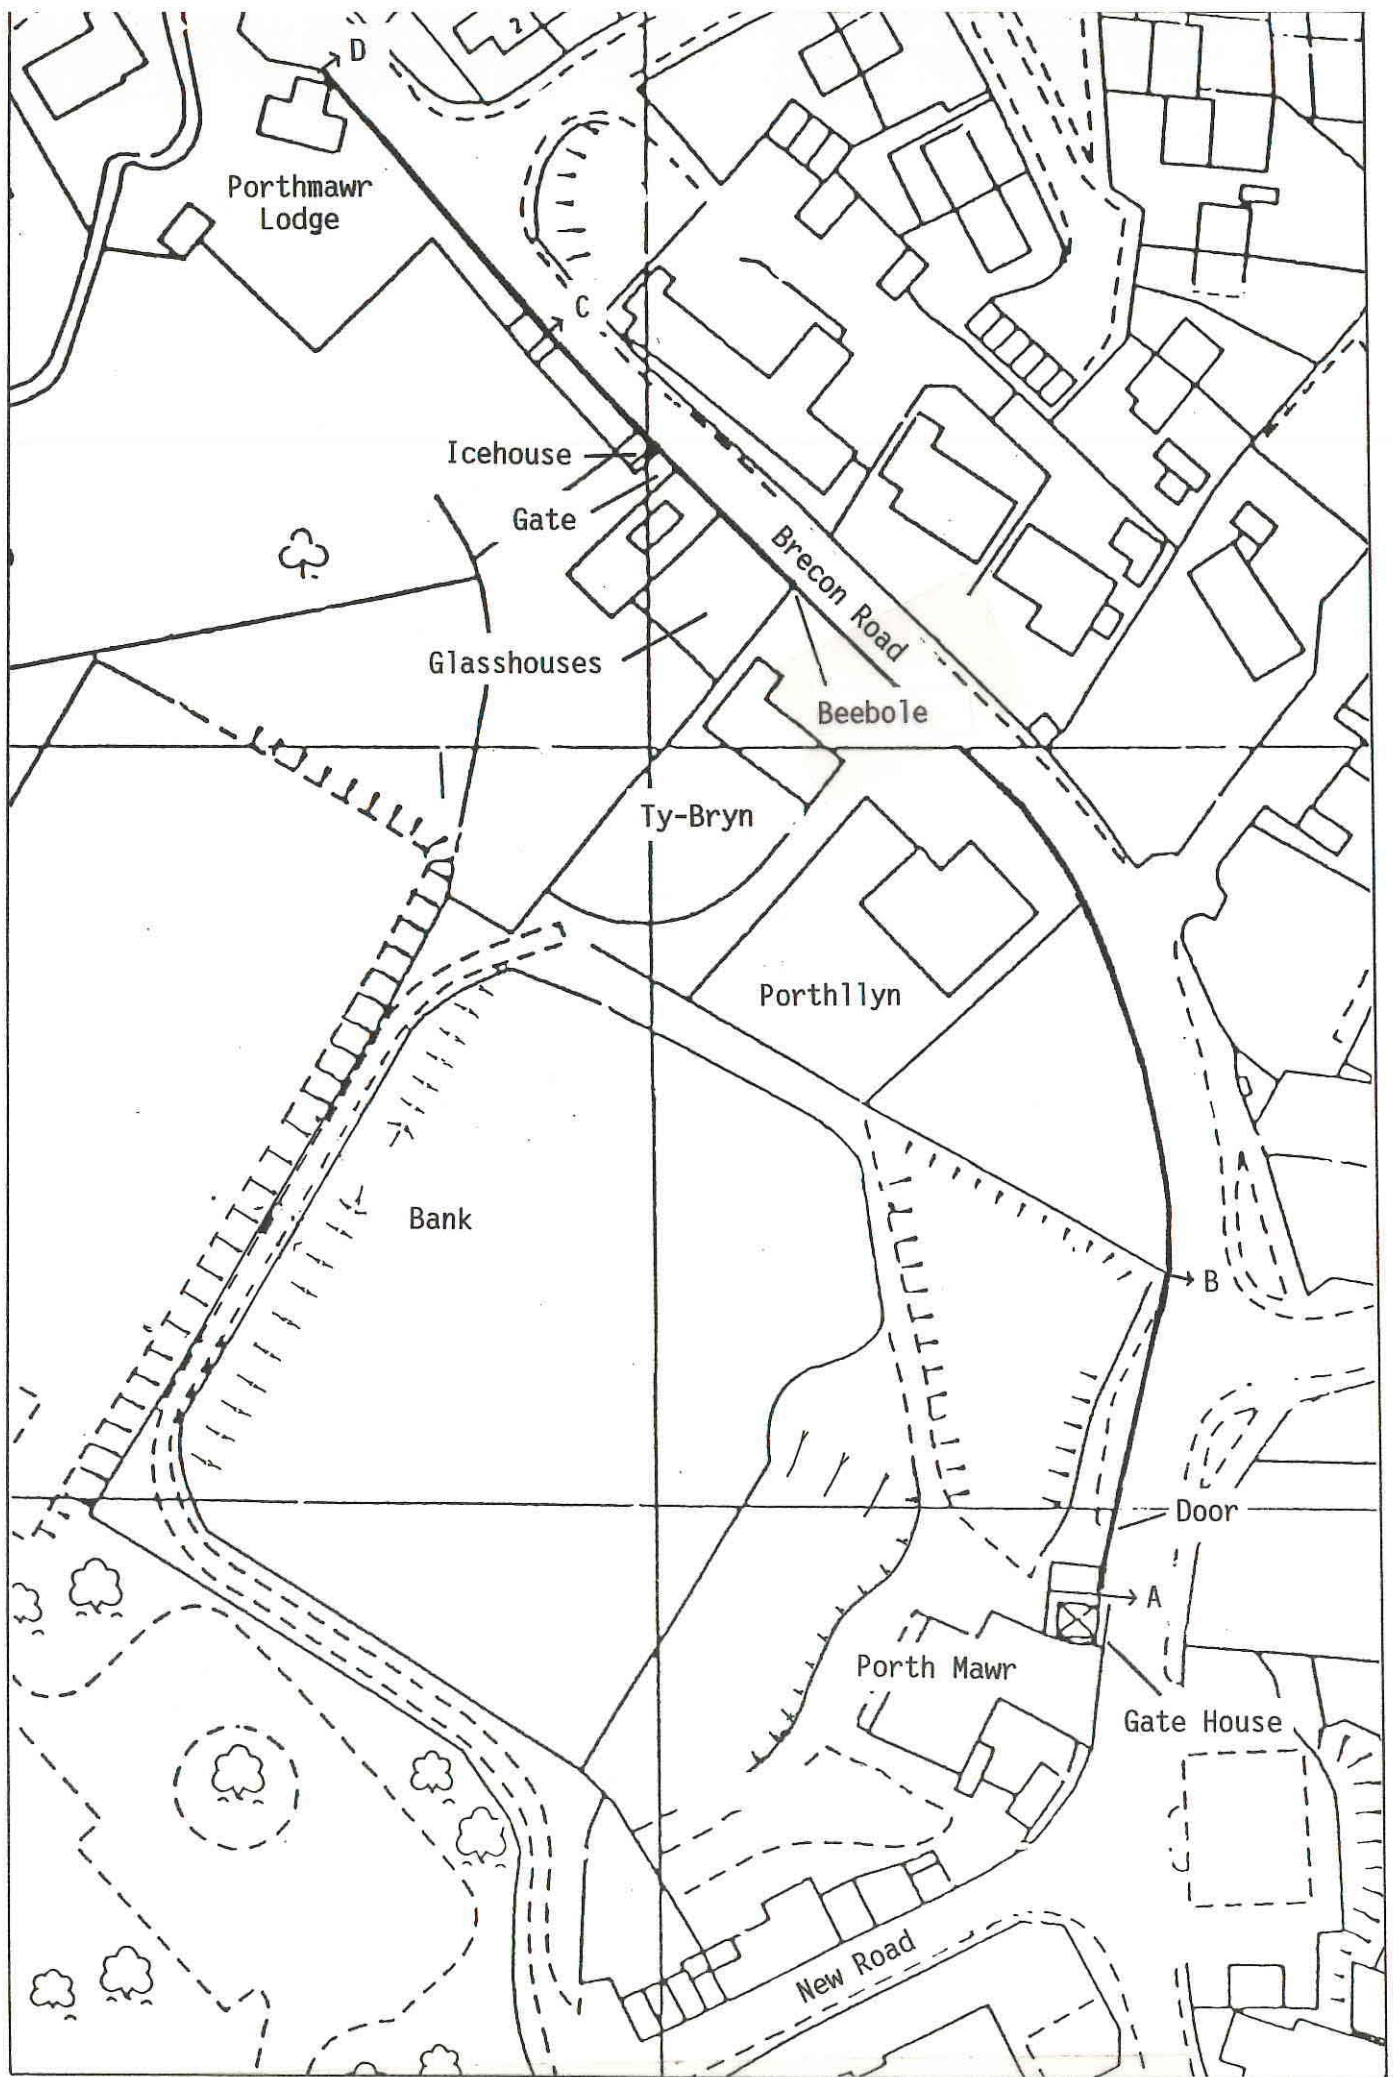 2
D
Porthmawr
Lodge
C
Icehouse
Gate
Brecon Road
Glasshouses
Beebole
Ty-Bryn
Porthllyn
Bank
B
Door
A
Porth Mawr
Gate House
New Road